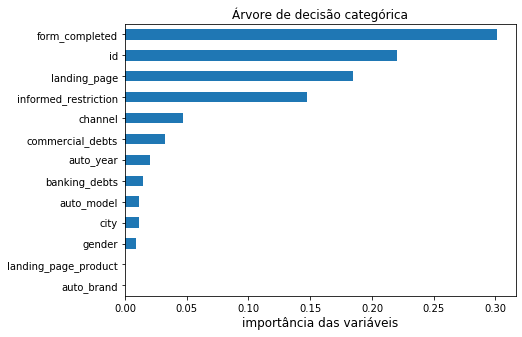 Árvore de decisão categórica
form_completed
id
landing_page
informed_restriction
channel
commercial_debts
auto_year
banking_debts
auto_model
city
gender
landing_page_product
auto_brand
0.00 0.05 0.10 0.15 0.20 0.25 0.30
importância das variáveis